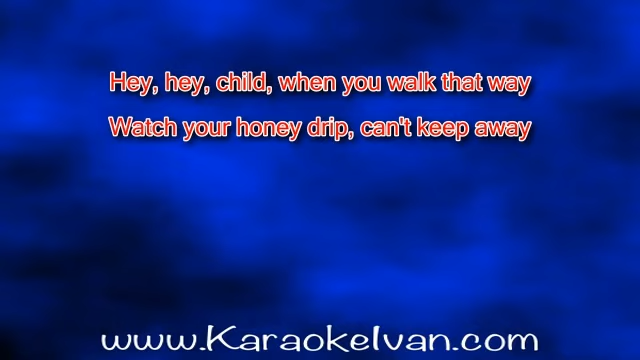 Hey, hey, child, when you walk that way
Watch your honey drip, can't keep away
www.KaraokeIvan.com